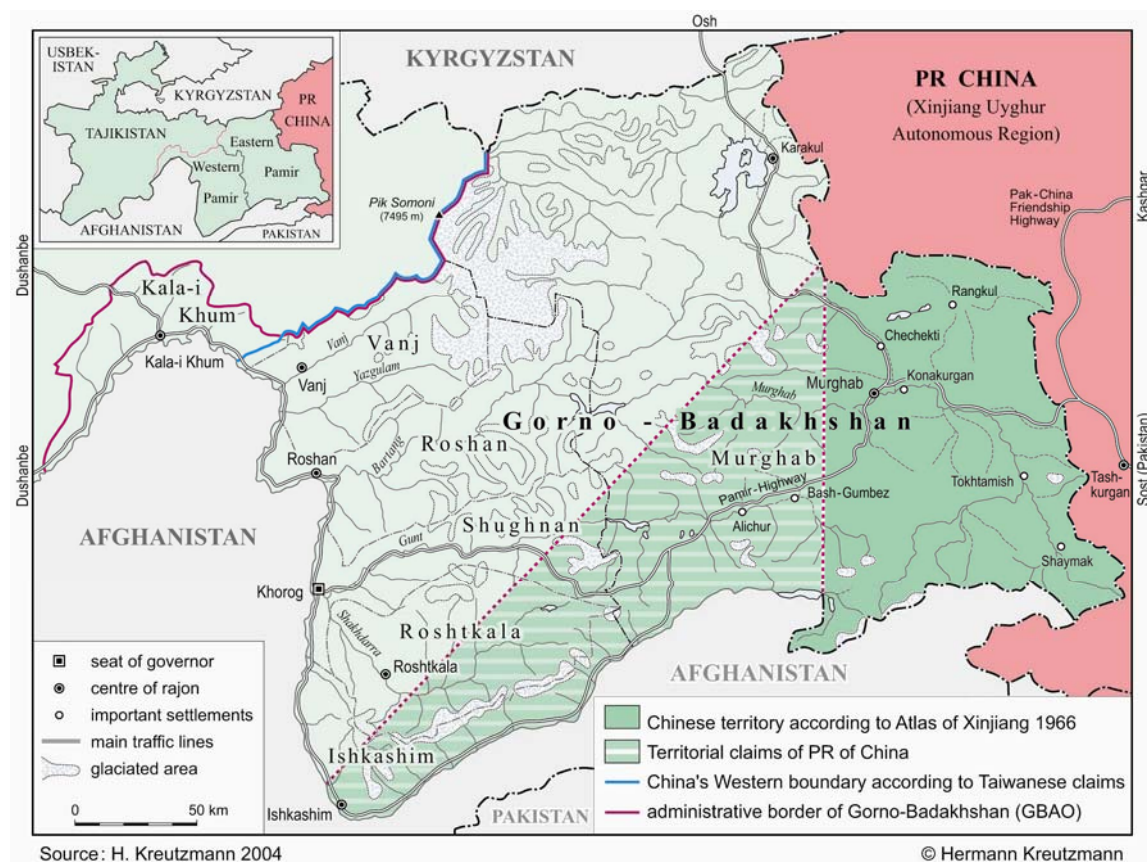 Osh
USBEK-
ISTAN
KYRGYZSTAN
PR
CHINA
TAJIKISTAN
Eastern
Western
Pamir
Pamir
AFGHANISTAN
PAKISTAN
KYRGYZSTAN
PR CHINA
(Xinjiang Uyghur
Autonomous Region)
Karakul
Pik Somoni
(7495 m)
Pak-China
Friendship
Highway
Kashgar
Dushanbe
Kala-i
Khum
Kala-i Khum
Vanj
Vanj
Vanj
Yazgulam
Rangkul
Chechekti
Murghab
Murghab
Konakurgan
Gorno - Badakhshan
Dushanbe
Roshan
Bartang
Roshan
Murghab
Pamir-Highway
Bash-Gumbez
Alichur
Tokhtamish
Tash-
kurgan
Sost (Pakistan)
AFGHANISTAN
Shughnan
Gunt
Shaymak
Khorog
Shakhdarra
Roshtkala
Roshtkala
AFGHANISTAN
Ishkashim
Ishkashim
PAKISTAN
seat of governor
centre of rajon
important settlements
main traffic lines
glaciated area
0 50 km
Chinese territory according to Atlas of Xinjiang 1966
Territorial claims of PR of China
China's Western boundary according to Taiwanese claims
administrative border of Gorno-Badakhshan (GBAO)
Source: H. Kreutzmann 2004
© Hermann Kreutzmann